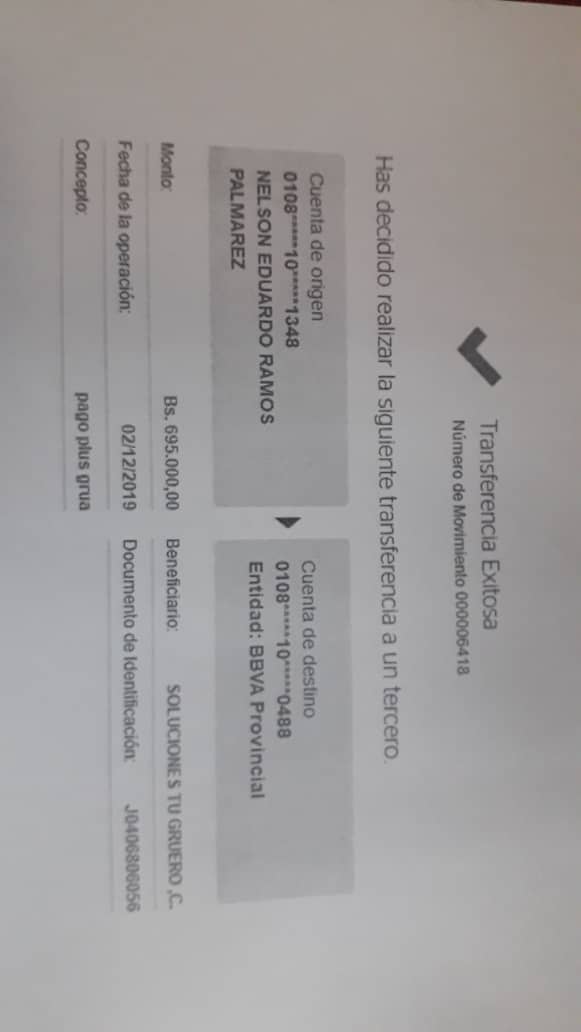 Transferencia Exitosa
Número de Movimiento 000006418
Has decidido realizar la siguiente transferencia a un tercero.
Cuenta de origen
0108*****10*****1348
NELSON EDUARDO RAMOS
PALMAREZ
Cuenta de destino
0108*****10*****0488
Entidad: BBVA Provincial
Monto: Bs. 695.000,00
Beneficiario: SOLUCIONES TU GRUERO ,C.
Fecha de la operación: 02/12/2019
Documento de Identificación: J0406806056
Concepto: pago plus grua